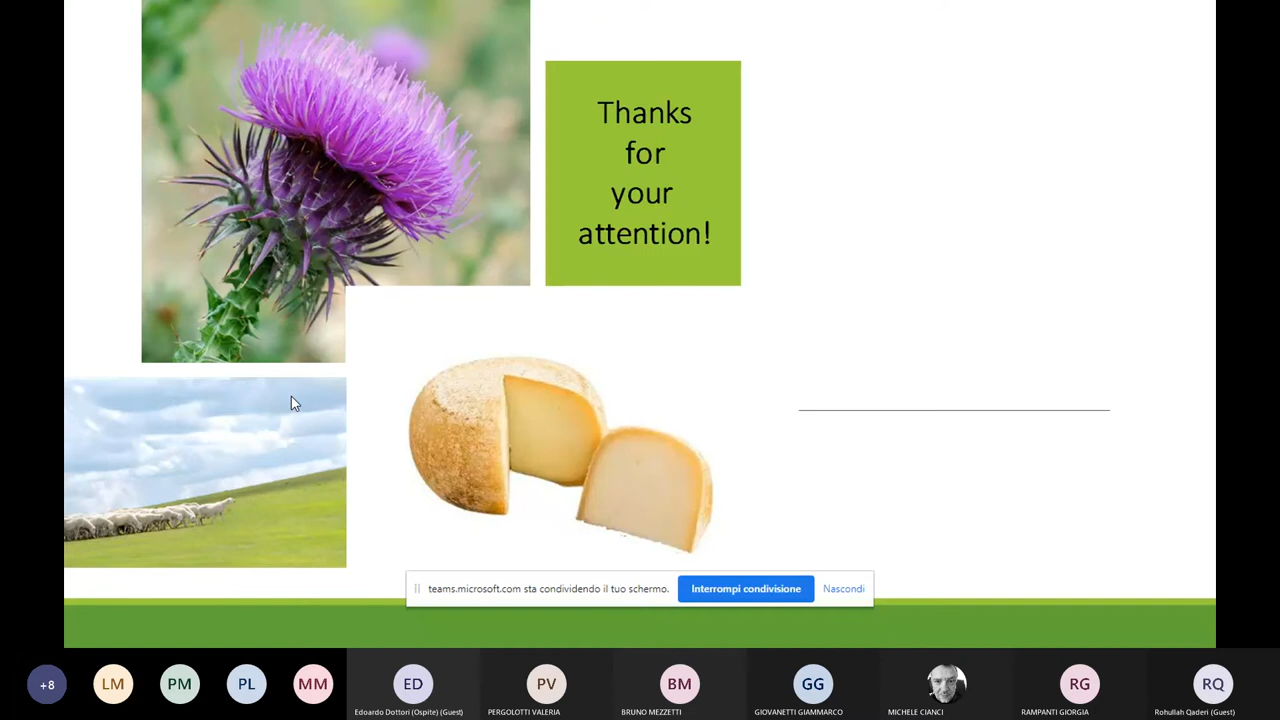 Thanks
for
your
attention!
teams.microsoft.com sta condividendo il tuo schermo.
Interrompi condivisione
Nascondi
+8
LM
PM
PL
MM
ED
PV
BM
GG
RG
RQ
Edoardo Dottori (Ospite) (Guest)
PERGOLOTTI VALERIA
BRUNO MEZZETTI
GIOVANETTI GIAMMARCO
MICHELE CIANCI
RAMPANTI GIORGIA
Rohullah Qaderi (Guest)